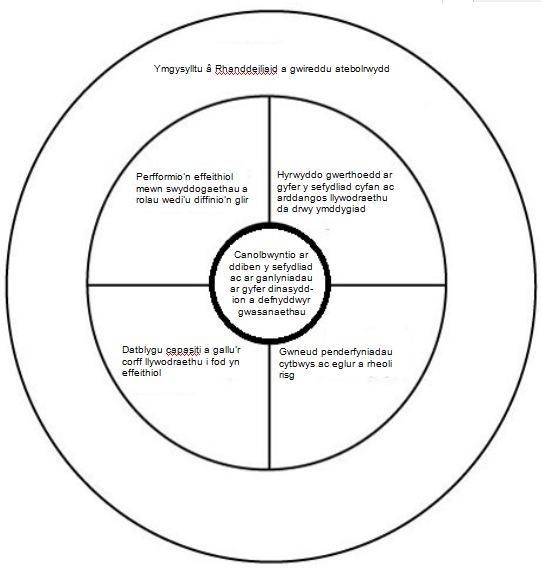 Ymgysylltu â Rhanddeiliaid a gwireddu atebolrwydd
Perfformio'n effeithiol
mewn swyddogaethau a
rolau wedi'u diffinio'n glir
Hyrwyddo gwerthoedd ar
gyfer y sefydliad cyfan ac
arddangos llywodraethu
da drwy ymddygiad
Canolbwyntio ar
ddiben y sefydliad
ac ar ganlyniadau
ar gyfer dinasydd-
ion a defnyddwyr
gwasanaethau
Datblygu capasiti a gallu'r
corff llywodraethu i fod yn
effeithiol
Gwneud penderfyniadau
cytbwys ac eglur a rheoli
risg